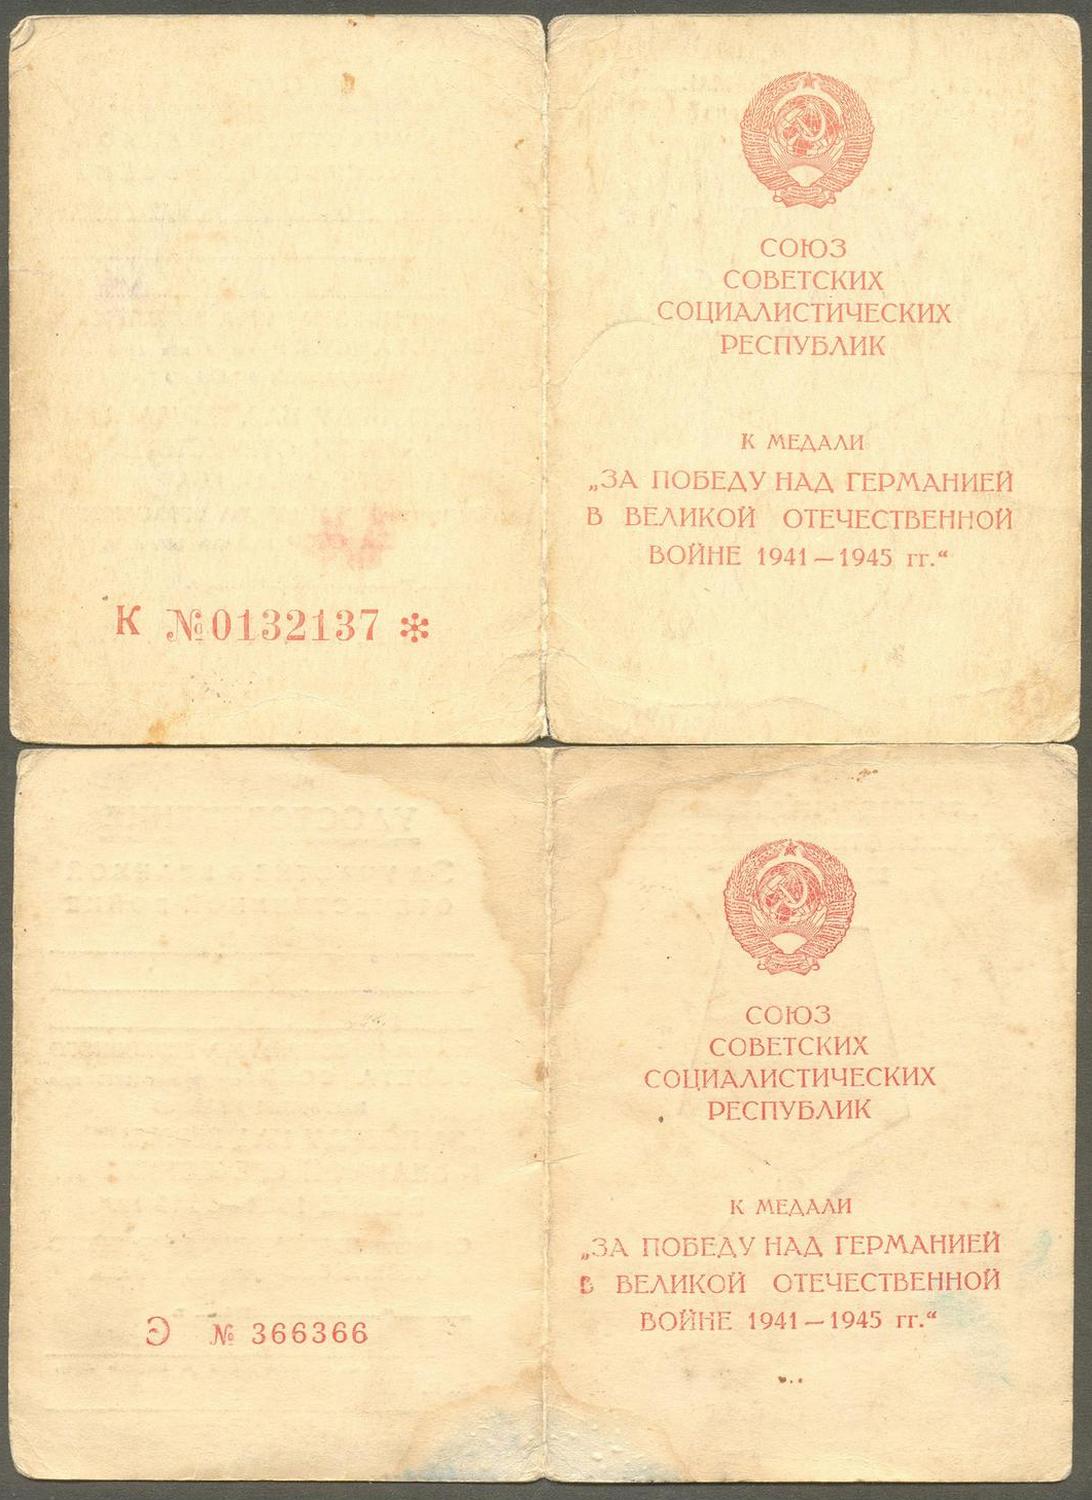 СОЮЗ
СОВЕТСКИХ
СОЦИАЛИСТИЧЕСКИХ
РЕСПУБЛИК
К МЕДАЛИ
„ЗА ПОБЕДУ НАД ГЕРМАНИЕЙ
В ВЕЛИКОЙ ОТЕЧЕСТВЕННОЙ
ВОЙНЕ 1941—1945 гг.“
К №0132137 *
СОЮЗ
СОВЕТСКИХ
СОЦИАЛИСТИЧЕСКИХ
РЕСПУБЛИК
К МЕДАЛИ
„ЗА ПОБЕДУ НАД ГЕРМАНИЕЙ
В ВЕЛИКОЙ ОТЕЧЕСТВЕННОЙ
ВОЙНЕ 1941—1945 гг.“
Э № 366366